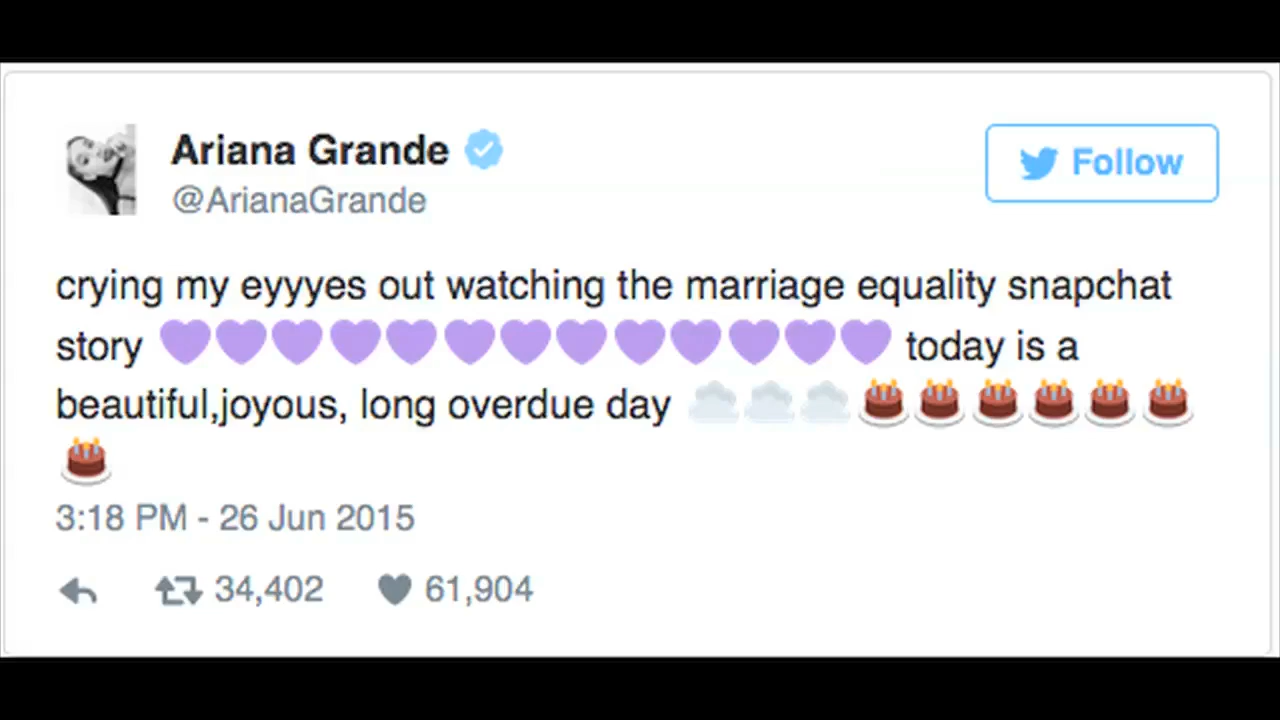 Ariana Grande
@ArianaGrande
Follow
crying my eyyyes out watching the marriage equality snapchat
story 💜💜💜💜💜💜💜💜💜💜💜💜💜 today is a
beautiful,joyous, long overdue day ☁️☁️☁️🎂🎂🎂🎂🎂🎂
🎂
3:18 PM - 26 Jun 2015
34,402 61,904